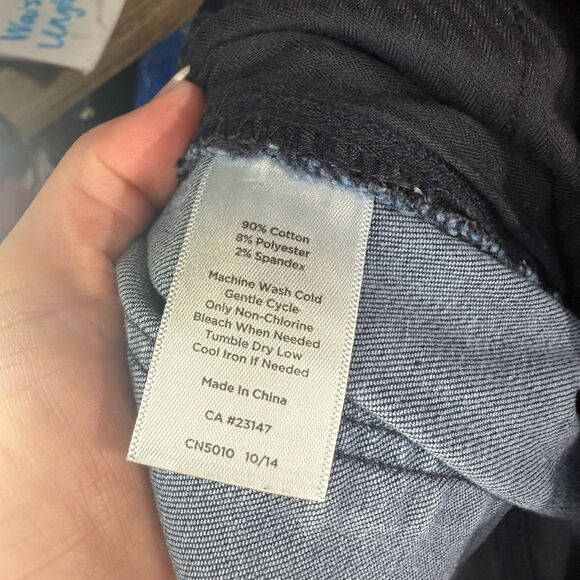 90% Cotton
8% Polyester
2% Spandex
Machine Wash Cold
Gentle Cycle
Only Non-Chlorine
Bleach When Needed
Tumble Dry Low
Cool Iron If Needed
Made In China
CA #23147
CN5010 10/14